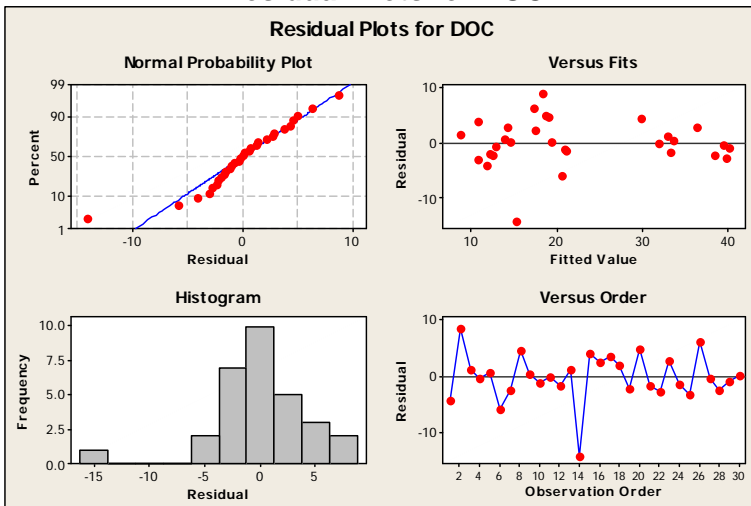 Residual Plots for DOC
Normal Probability Plot
99
90
50
10
1
Percent
-10
0
10
Residual
Versus Fits
10
0
-10
Residual
10
20
30
40
Fitted Value
Histogram
10.0
7.5
5.0
2.5
0.0
Frequency
-15
-10
-5
0
5
Residual
Versus Order
10
0
-10
Residual
2 4 6 8 10 12 14 16 18 20 22 24 26 28 30
Observation Order